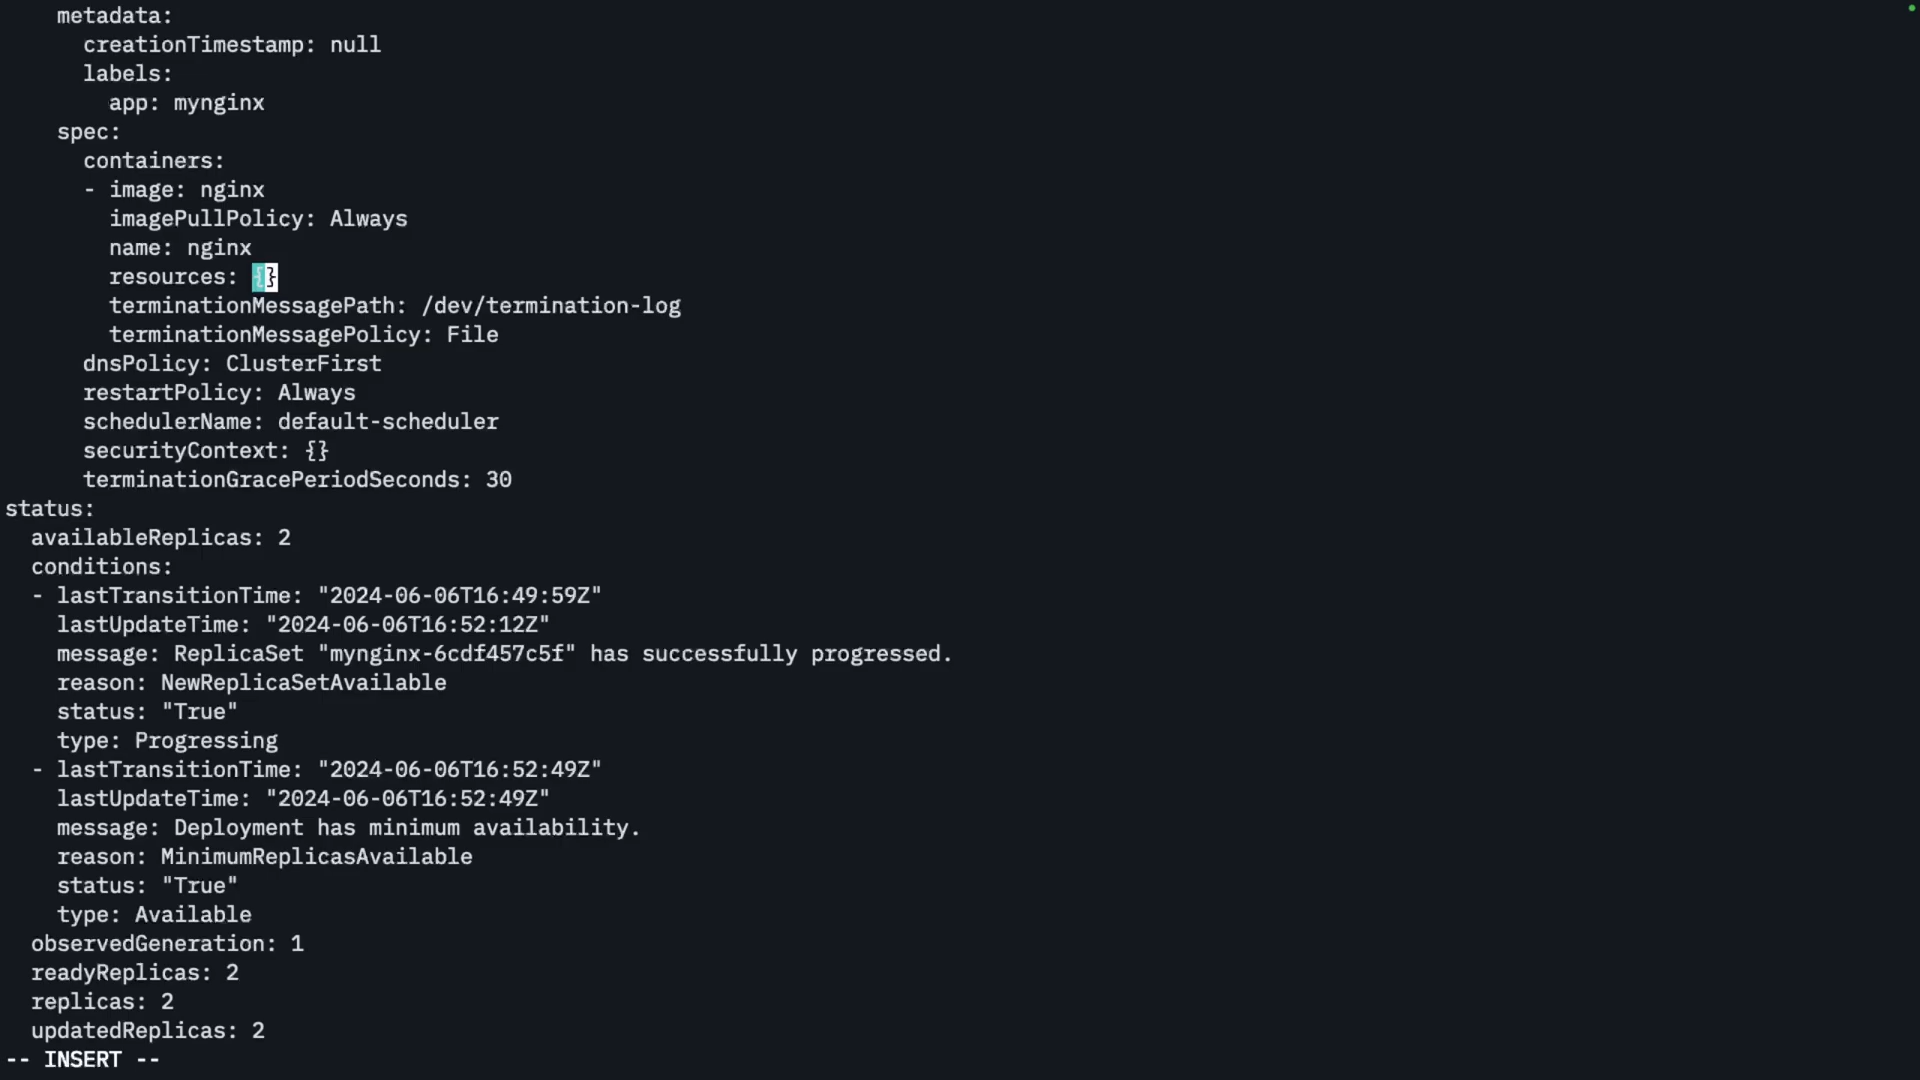 metadata:
creationTimestamp: null
labels:
app: mynginx
spec:
containers:
- image: nginx
imagePullPolicy: Always
name: nginx
resources: {}
terminationMessagePath: /dev/termination-log
terminationMessagePolicy: File
dnsPolicy: ClusterFirst
restartPolicy: Always
schedulerName: default-scheduler
securityContext: {}
terminationGracePeriodSeconds: 30
status:
availableReplicas: 2
conditions:
- lastTransitionTime: "2024-06-06T16:49:59Z"
lastUpdateTime: "2024-06-06T16:52:12Z"
message: ReplicaSet "mynginx-6cdf457c5f" has successfully progressed.
reason: NewReplicaSetAvailable
status: "True"
type: Progressing
- lastTransitionTime: "2024-06-06T16:52:49Z"
lastUpdateTime: "2024-06-06T16:52:49Z"
message: Deployment has minimum availability.
reason: MinimumReplicasAvailable
status: "True"
type: Available
observedGeneration: 1
readyReplicas: 2
replicas: 2
updatedReplicas: 2
-- INSERT --